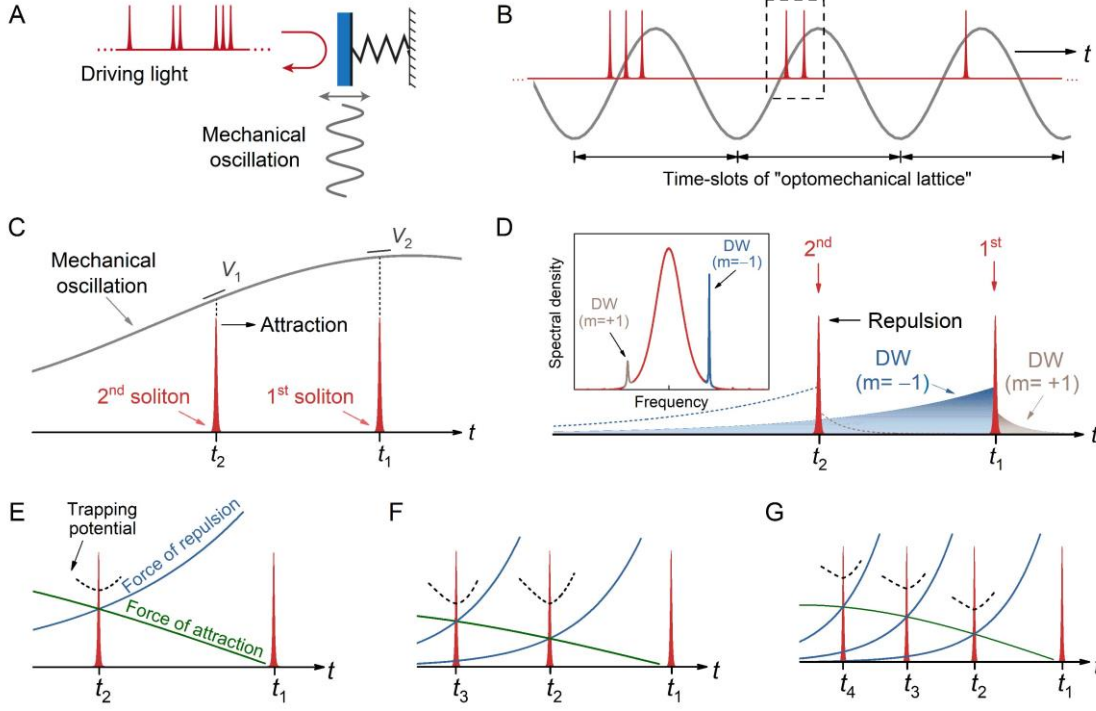 A
Driving light
Mechanical
oscillation
B
t
Time-slots of "optomechanical lattice"
C
Mechanical
oscillation
V1
V2
Attraction
2nd soliton
1st soliton
t2
t1
t
D
Spectral density
Frequency
DW
(m=+1)
DW
(m=−1)
2nd
1st
Repulsion
DW
(m= −1)
DW
(m= +1)
t2
t1
t
E
Trapping
potential
Force of repulsion
Force of attraction
t2
t1
t
F
t3
t2
t1
t
G
t4
t3
t2
t1
t